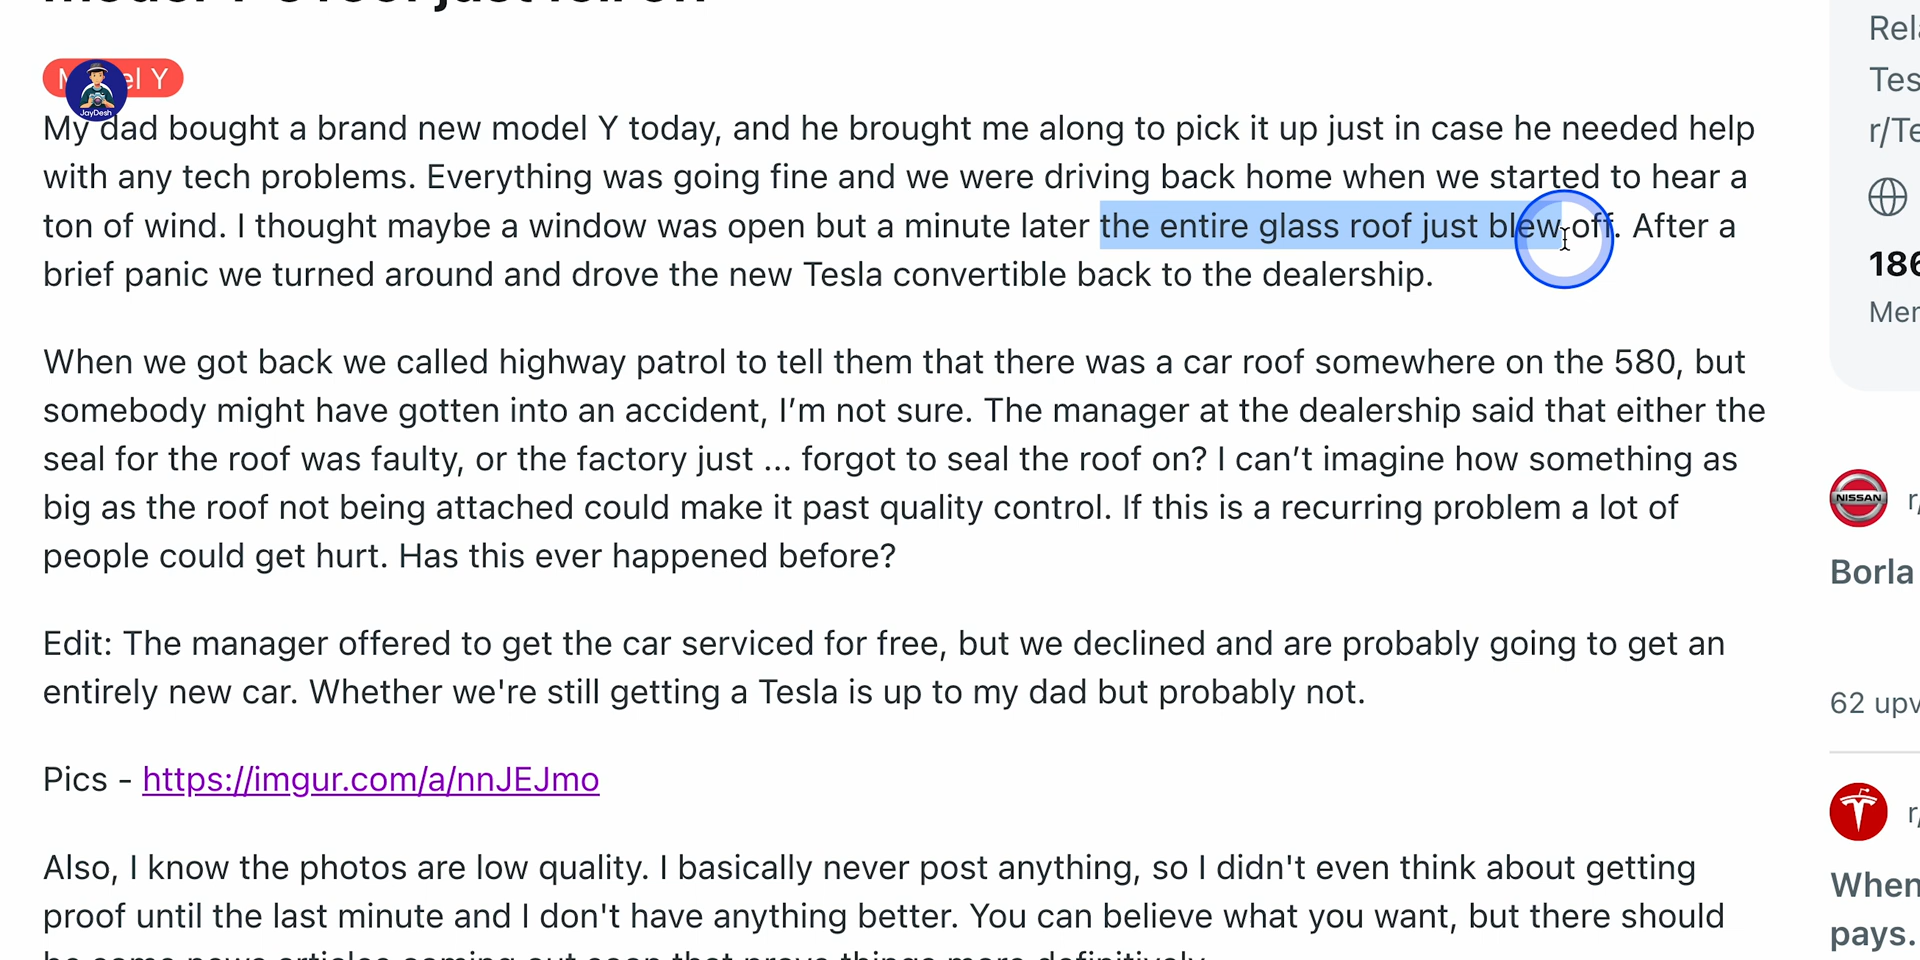 el Y
JayDesh
My dad bought a brand new model Y today, and he brought me along to pick it up just in case he needed help
with any tech problems. Everything was going fine and we were driving back home when we started to hear a
ton of wind. I thought maybe a window was open but a minute later the entire glass roof just blew off. After a
brief panic we turned around and drove the new Tesla convertible back to the dealership.
When we got back we called highway patrol to tell them that there was a car roof somewhere on the 580, but
somebody might have gotten into an accident, I’m not sure. The manager at the dealership said that either the
seal for the roof was faulty, or the factory just ... forgot to seal the roof on? I can’t imagine how something as
big as the roof not being attached could make it past quality control. If this is a recurring problem a lot of
people could get hurt. Has this ever happened before?
Edit: The manager offered to get the car serviced for free, but we declined and are probably going to get an
entirely new car. Whether we're still getting a Tesla is up to my dad but probably not.
Pics - https://imgur.com/a/nnJEJmo
Also, I know the photos are low quality. I basically never post anything, so I didn't even think about getting
proof until the last minute and I don't have anything better. You can believe what you want, but there should
Rel
Tes
r/Te
186
Mer
NISSAN
r/
Borla
62 upv
r/
When
pays.